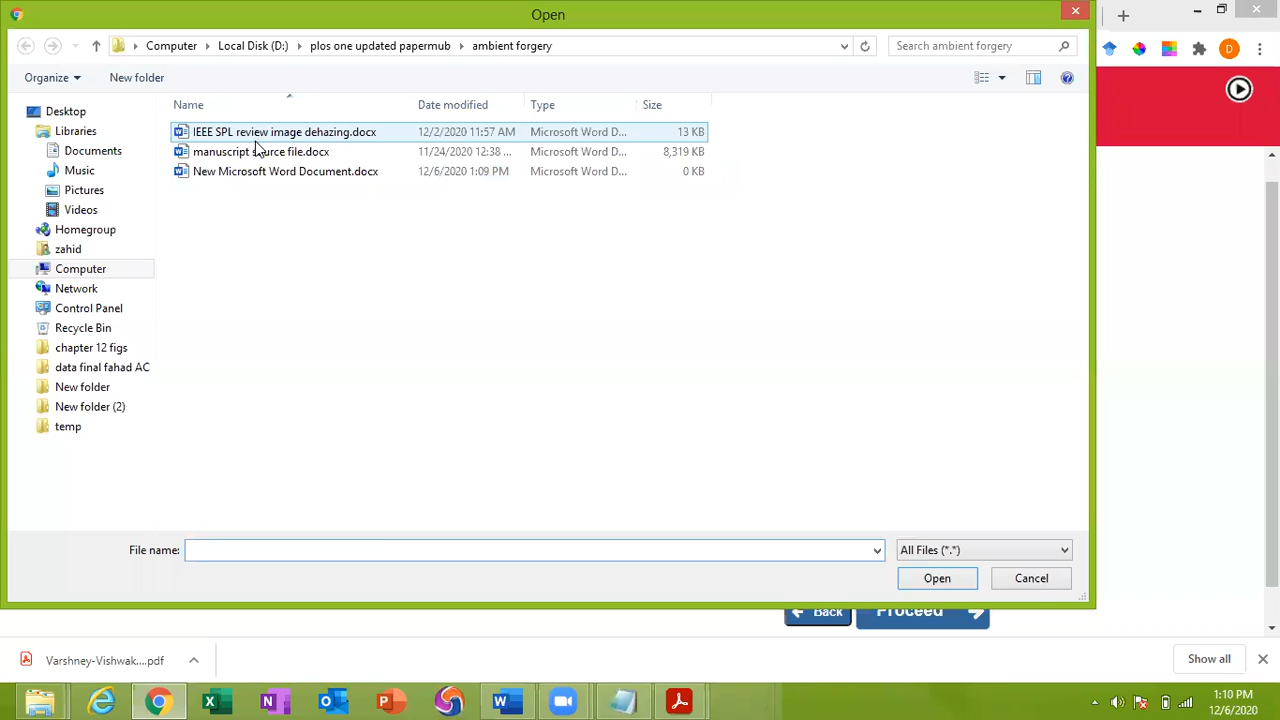 Open
Computer Local Disk (D:) plos one updated papermub ambient forgery Search ambient forgery
Organize New folder
D
Name Date modified Type Size
Desktop
IEEE SPL review image dehazing.docx 12/2/2020 11:57 AM Microsoft Word D... 13 KB
Libraries
manuscript source file.docx 11/24/2020 12:38 ... Microsoft Word D... 8,319 KB
Documents
New Microsoft Word Document.docx 12/6/2020 1:09 PM Microsoft Word D... 0 KB
Music
Pictures
Videos
Homegroup
zahid
Computer
Network
Control Panel
Recycle Bin
chapter 12 figs
data final fahad AC
New folder
New folder (2)
temp
File name: All Files (*.*)
Open Cancel
Back Proceed
Varshney-Vishwak....pdf Show all
1:10 PM
12/6/2020